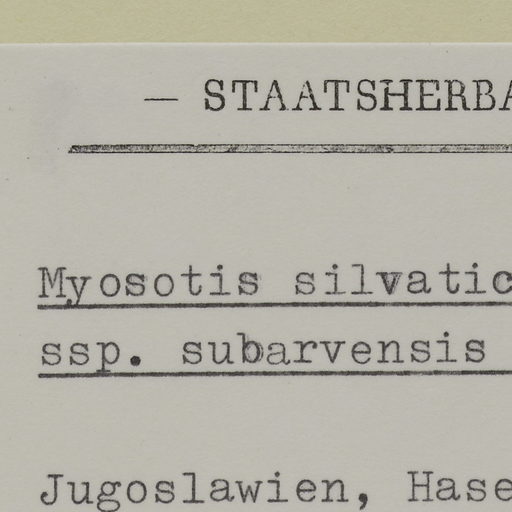 — STAATSHERBA
Myosotis silvatic
ssp. subarvensis
Jugoslawien, Hase